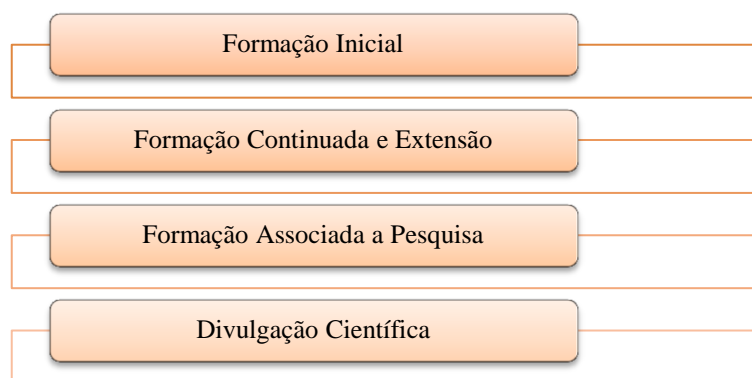 Formação Inicial
Formação Continuada e Extensão
Formação Associada a Pesquisa
Divulgação Científica